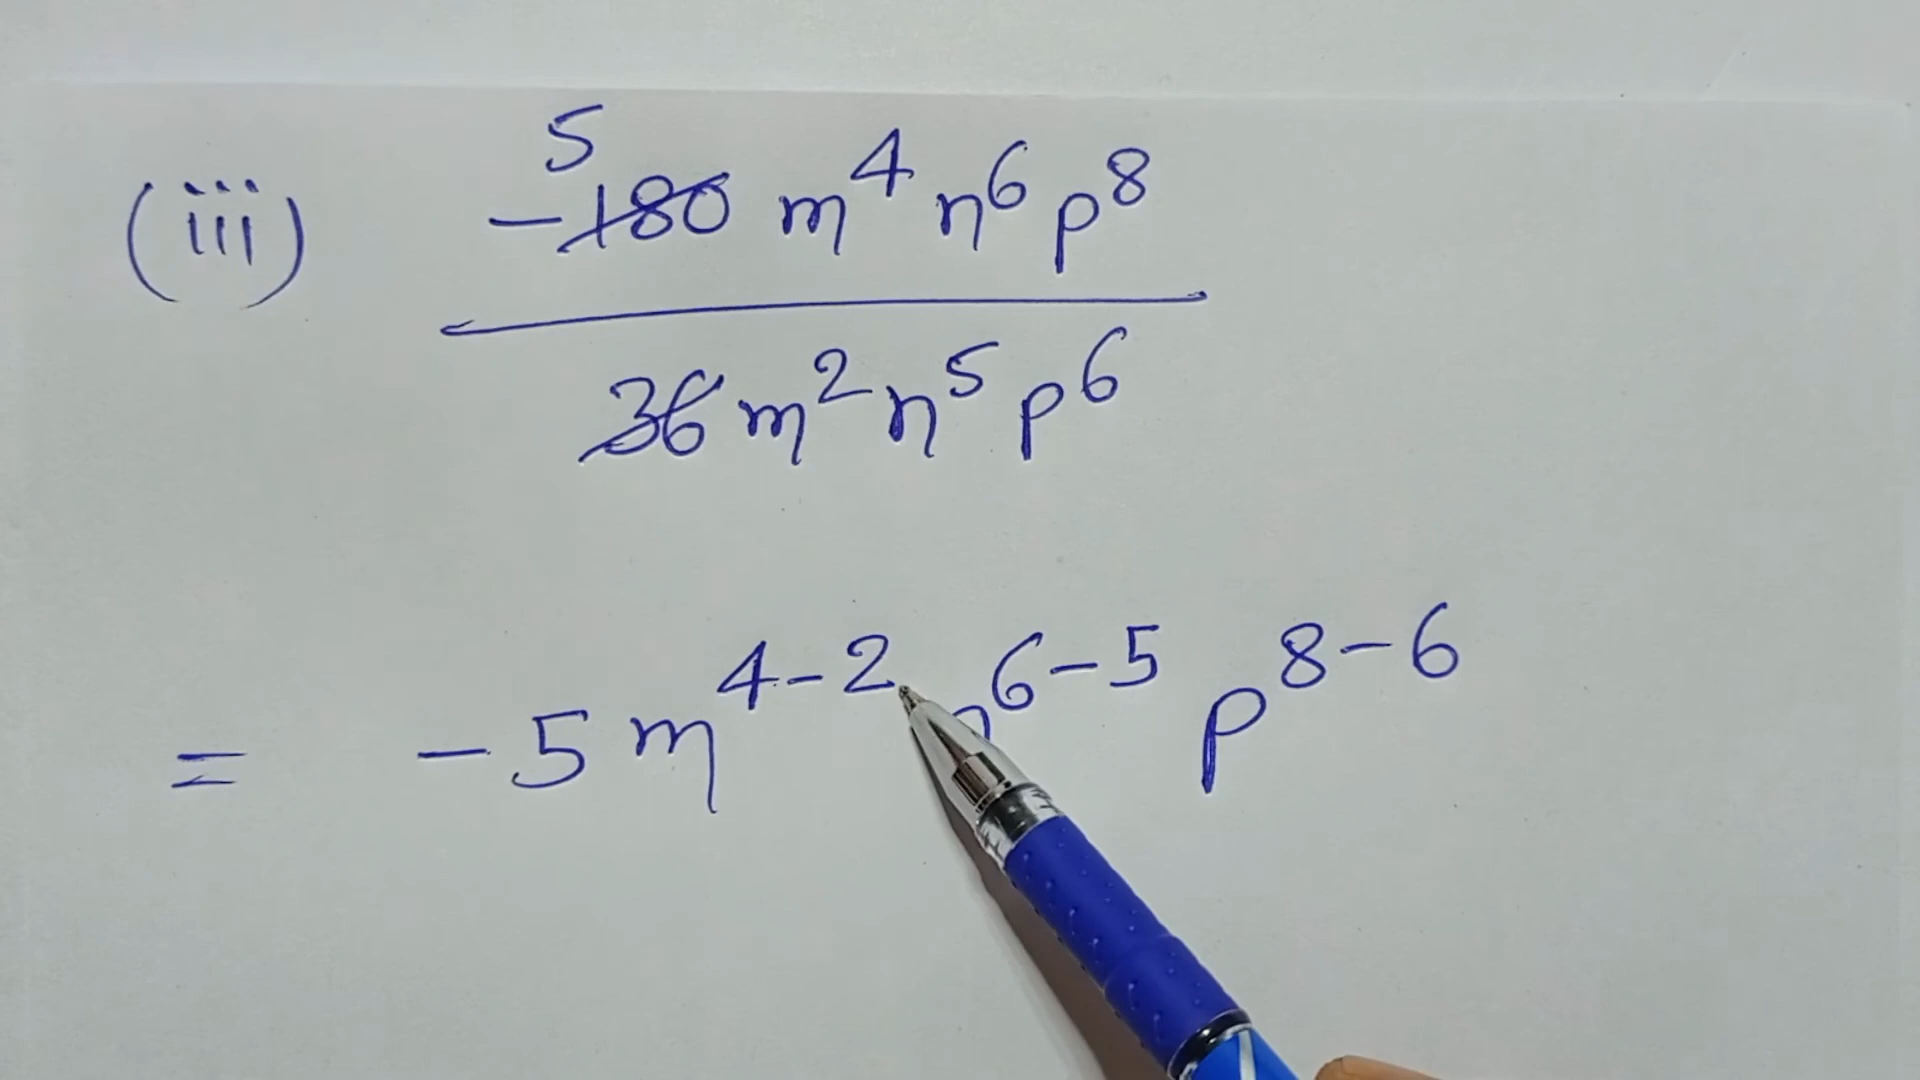 5
(iii) -180 m⁴ n⁶ p⁸
36 m² n⁵ p⁶
= -5 m⁴⁻² n⁶⁻⁵ p⁸⁻⁶